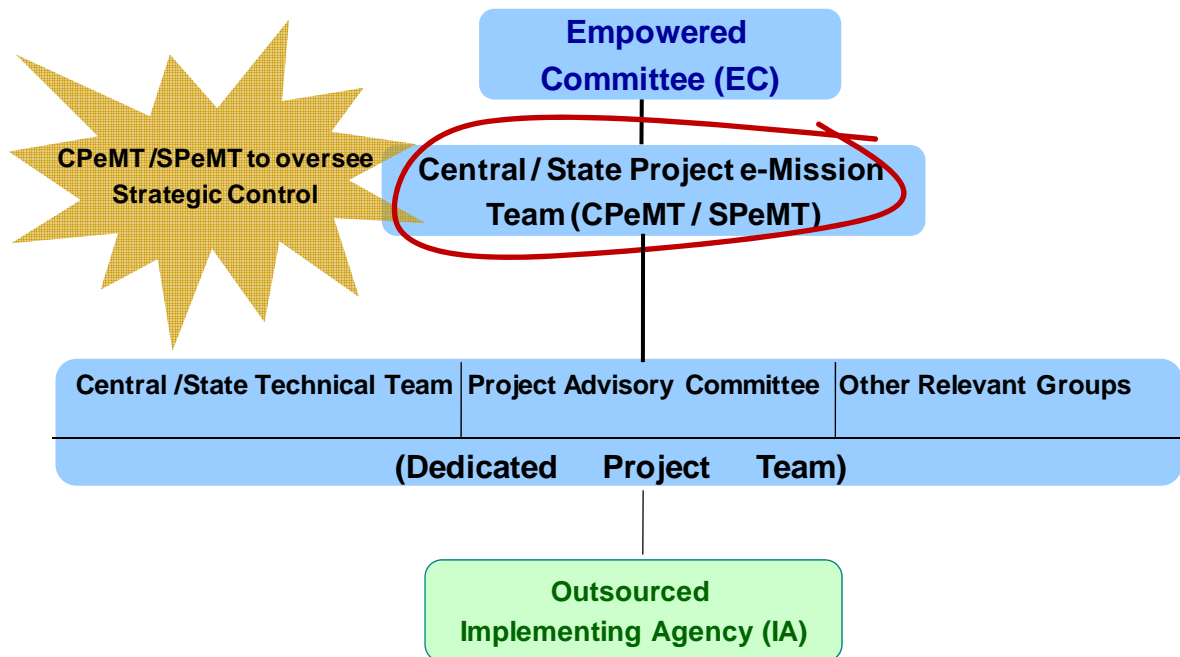 Empowered
Committee (EC)
CPeMT /SPeMT to oversee
Strategic Control
Central / State Project e-Mission
Team (CPeMT / SPeMT)
Central /State Technical Team
Project Advisory Committee
Other Relevant Groups
(Dedicated Project Team)
Outsourced
Implementing Agency (IA)